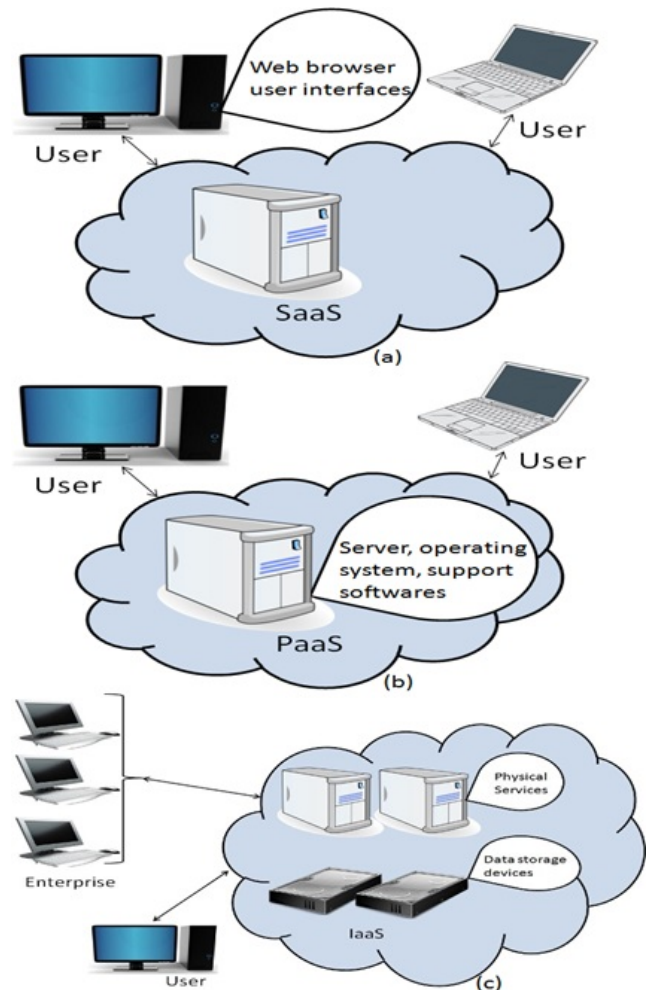 Web browser
user interfaces
User
User
SaaS
(a)
User
User
Server, operating
system, support
softwares
PaaS
(b)
Physical
Services
Enterprise
Data storage
devices
IaaS
User
(c)